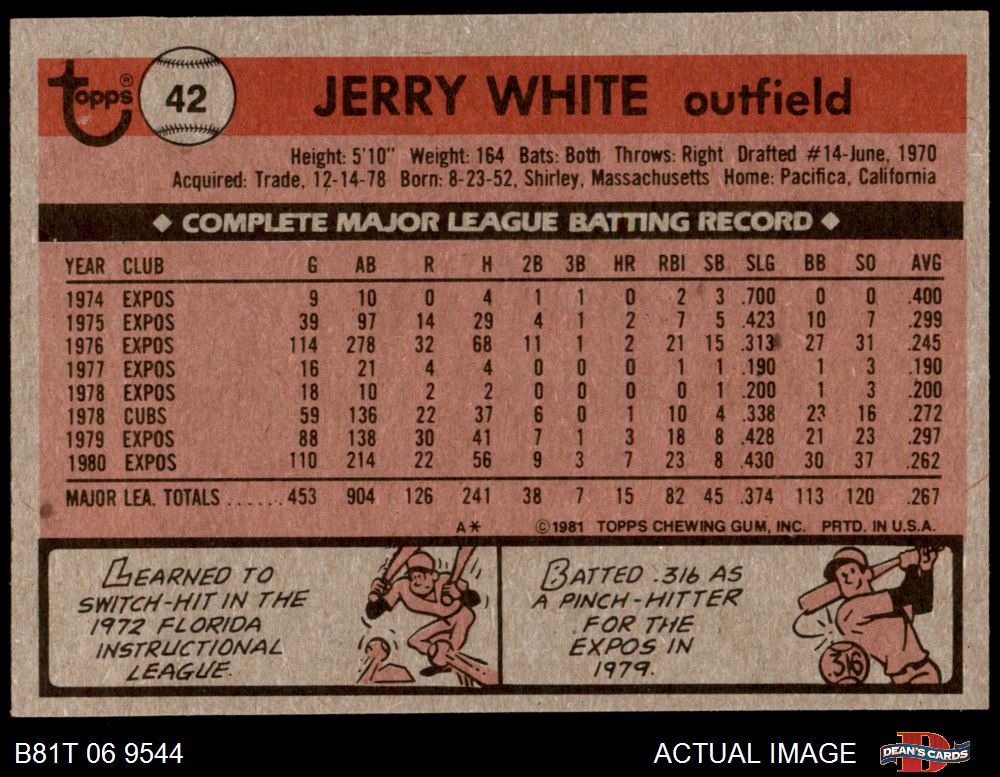 Topps ® 42 JERRY WHITE outfield
Height: 5'10" Weight: 164 Bats: Both Throws: Right Drafted #14-June, 1970
Acquired: Trade, 12-14-78 Born: 8-23-52, Shirley, Massachusetts Home: Pacifica, California
◆ COMPLETE MAJOR LEAGUE BATTING RECORD ◆
YEAR CLUB G AB R H 2B 3B HR RBI SB SLG BB SO AVG
1974 EXPOS 9 10 0 4 1 1 0 2 3 .700 0 0 .400
1975 EXPOS 39 97 14 29 4 1 2 7 5 .423 10 7 .299
1976 EXPOS 114 278 32 68 11 1 2 21 15 .313 27 31 .245
1977 EXPOS 16 21 4 4 0 0 0 1 1 .190 1 3 .190
1978 EXPOS 18 10 2 2 0 0 0 0 1 .200 1 3 .200
1978 CUBS 59 136 22 37 6 0 1 10 4 .338 23 16 .272
1979 EXPOS 88 138 30 41 7 1 3 18 8 .428 21 23 .297
1980 EXPOS 110 214 22 56 9 3 7 23 8 .430 30 37 .262
MAJOR LEA. TOTALS ...... 453 904 126 241 38 7 15 82 45 .374 113 120 .267
A* ©1981 TOPPS CHEWING GUM, INC. PRTD. IN U.S.A.
LEARNED TO
SWITCH-HIT IN THE
1972 FLORIDA
INSTRUCTIONAL
LEAGUE.
BATTED .316 AS
A PINCH-HITTER
FOR THE
EXPOS IN
1979.
.316
B81T 06 9544 ACTUAL IMAGE DEAN'S CARDS